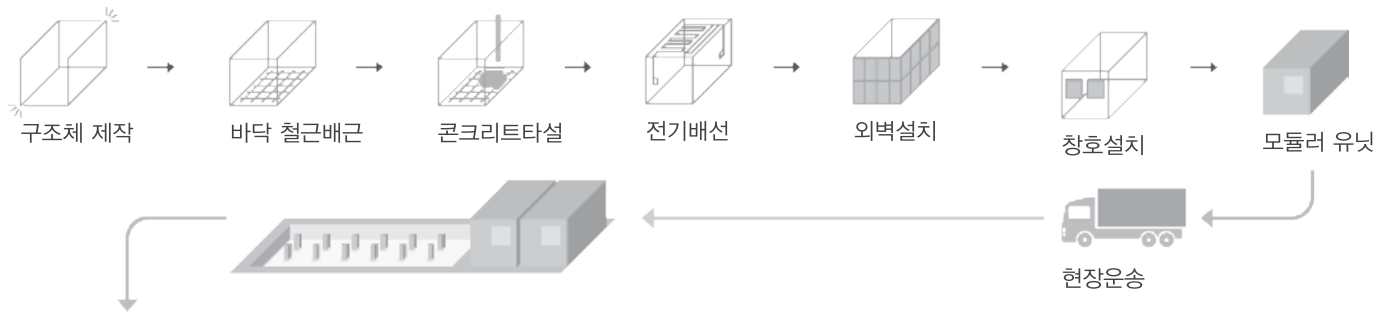 구조체 제작
바닥 철근배근
콘크리트타설
전기배선
외벽설치
창호설치
모듈러 유닛
현장운송